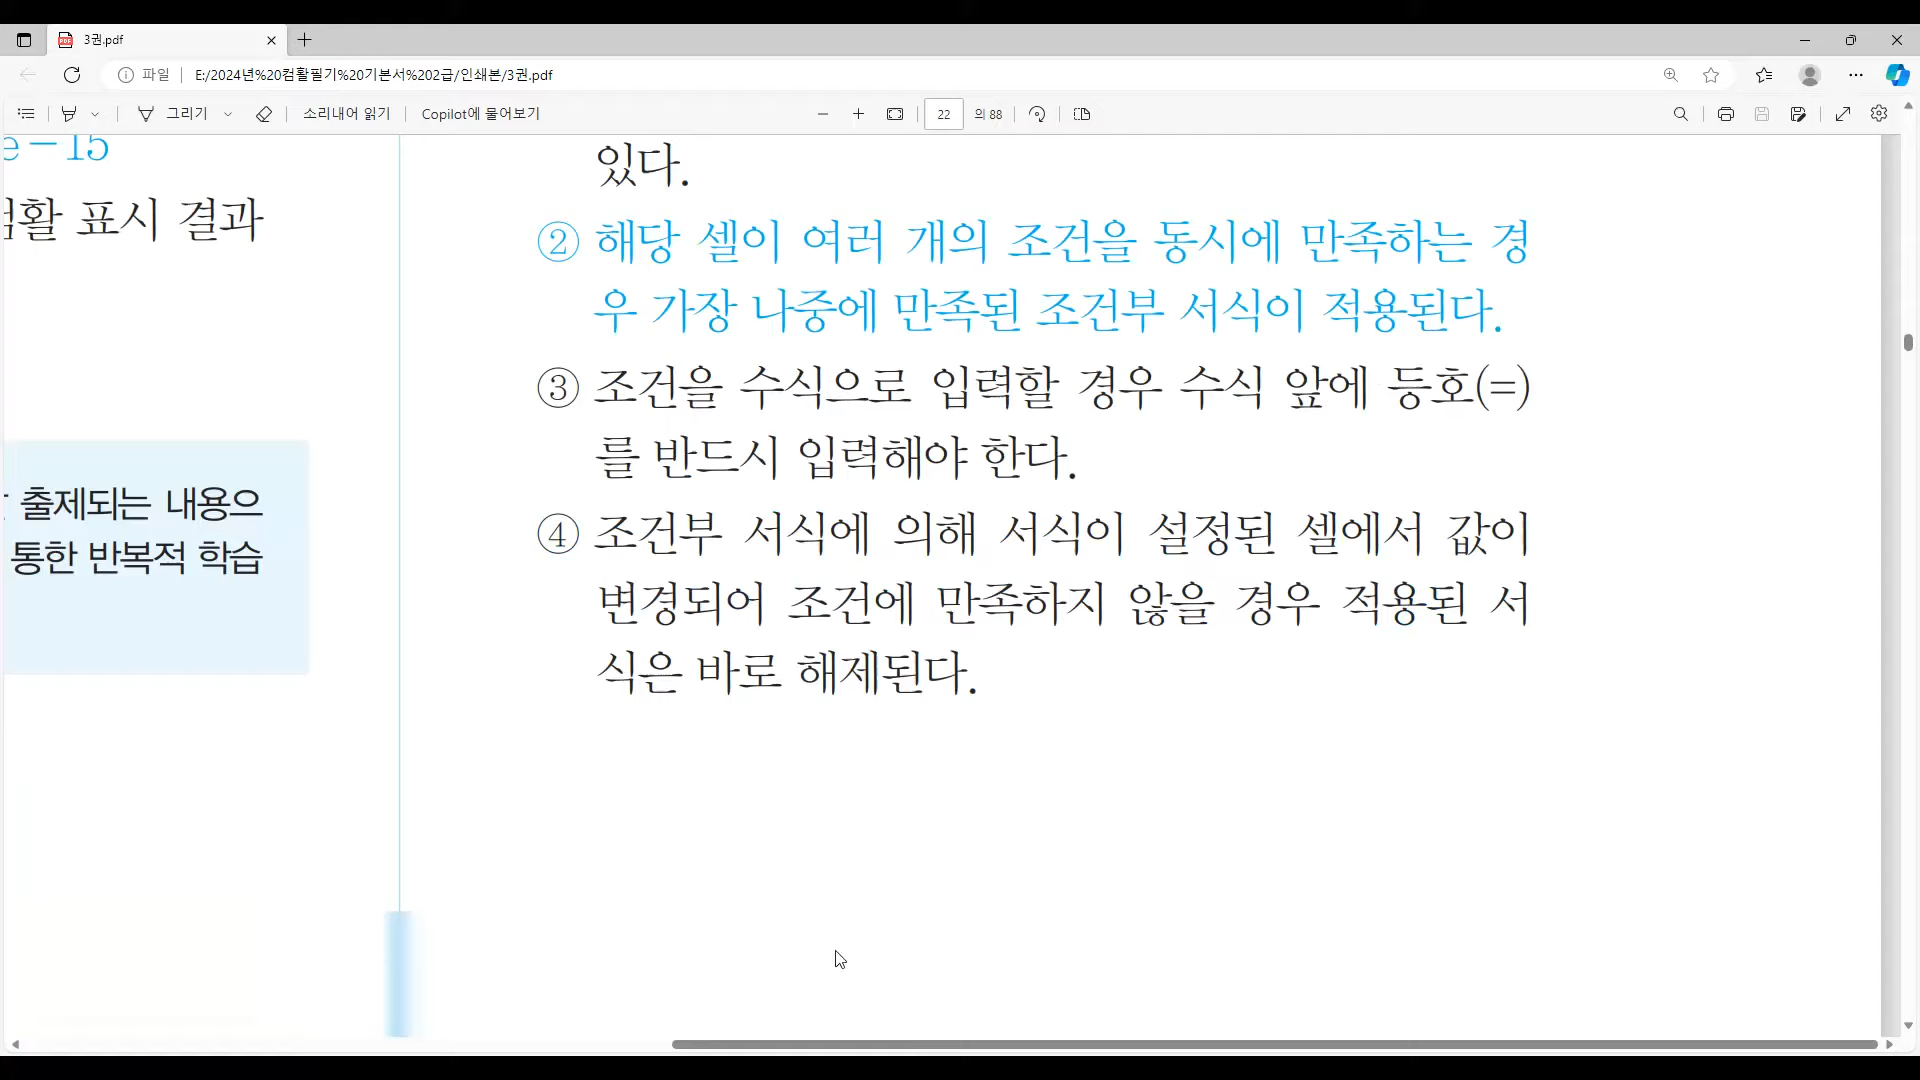 3권.pdf
파일 E:/2024년%20컴활필기%20기본서%202급/인쇄본/3권.pdf
그리기 소리내어 읽기 Copilot에 물어보기 22 의 88
e－15
있다.
컴활 표시 결과
② 해당 셀이 여러 개의 조건을 동시에 만족하는 경
우 가장 나중에 만족된 조건부 서식이 적용된다.
③ 조건을 수식으로 입력할 경우 수식 앞에 등호(=)
를 반드시 입력해야 한다.
출제되는 내용으
통한 반복적 학습
④ 조건부 서식에 의해 서식이 설정된 셀에서 값이
변경되어 조건에 만족하지 않을 경우 적용된 서
식은 바로 해제된다.